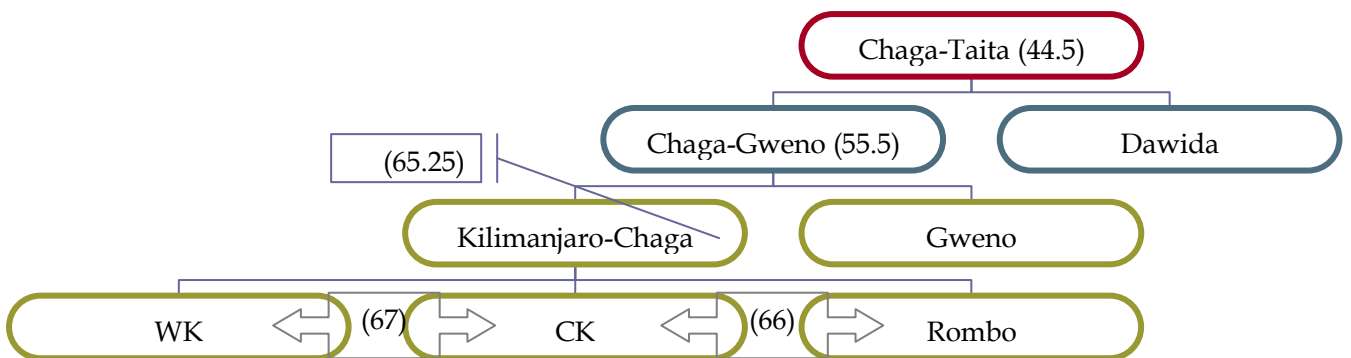 Chaga-Taita (44.5)
Chaga-Gweno (55.5)
Dawida
(65.25)
Kilimanjaro-Chaga
Gweno
WK
(67)
CK
(66)
Rombo